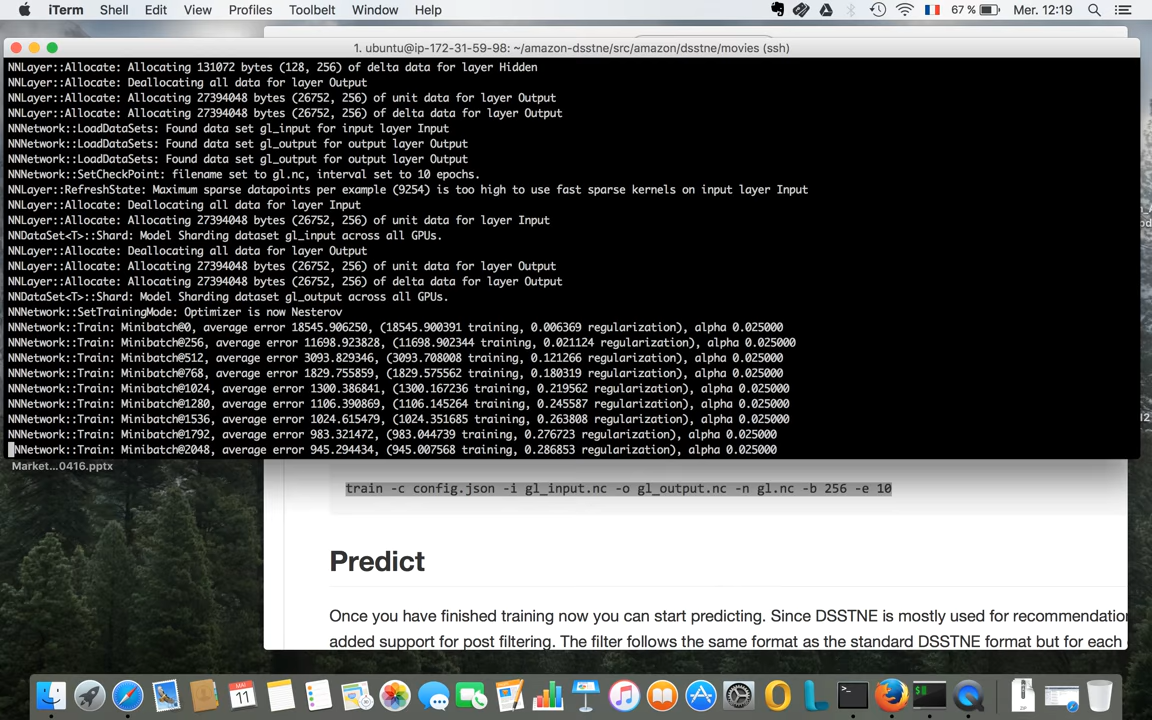 iTerm Shell Edit View Profiles Toolbelt Window Help 67 % Mer. 12:19
1. ubuntu@ip-172-31-59-98: ~/amazon-dsstne/src/amazon/dsstne/movies (ssh)
NNLayer::Allocate: Allocating 131072 bytes (128, 256) of delta data for layer Hidden
NNLayer::Allocate: Deallocating all data for layer Output
NNLayer::Allocate: Allocating 27394048 bytes (26752, 256) of unit data for layer Output
NNLayer::Allocate: Allocating 27394048 bytes (26752, 256) of delta data for layer Output
NNNetwork::LoadDataSets: Found data set gl_input for input layer Input
NNNetwork::LoadDataSets: Found data set gl_output for output layer Output
NNNetwork::LoadDataSets: Found data set gl_output for output layer Output
NNNetwork::SetCheckPoint: filename set to gl.nc, interval set to 10 epochs.
NNLayer::RefreshState: Maximum sparse datapoints per example (9254) is too high to use fast sparse kernels on input layer Input
NNLayer::Allocate: Deallocating all data for layer Input
NNLayer::Allocate: Allocating 27394048 bytes (26752, 256) of unit data for layer Input
NNDataSet<T>::Shard: Model Sharding dataset gl_input across all GPUs.
NNLayer::Allocate: Deallocating all data for layer Output
NNLayer::Allocate: Allocating 27394048 bytes (26752, 256) of unit data for layer Output
NNLayer::Allocate: Allocating 27394048 bytes (26752, 256) of delta data for layer Output
NNDataSet<T>::Shard: Model Sharding dataset gl_output across all GPUs.
NNNetwork::SetTrainingMode: Optimizer is now Nesterov
NNNetwork::Train: Minibatch@0, average error 18545.906250, (18545.900391 training, 0.006369 regularization), alpha 0.025000
NNNetwork::Train: Minibatch@256, average error 11698.923828, (11698.902344 training, 0.021124 regularization), alpha 0.025000
NNNetwork::Train: Minibatch@512, average error 3093.829346, (3093.708008 training, 0.121266 regularization), alpha 0.025000
NNNetwork::Train: Minibatch@768, average error 1829.755859, (1829.575562 training, 0.180319 regularization), alpha 0.025000
NNNetwork::Train: Minibatch@1024, average error 1300.386841, (1300.167236 training, 0.219562 regularization), alpha 0.025000
NNNetwork::Train: Minibatch@1280, average error 1106.390869, (1106.145264 training, 0.245587 regularization), alpha 0.025000
NNNetwork::Train: Minibatch@1536, average error 1024.615479, (1024.351685 training, 0.263808 regularization), alpha 0.025000
NNNetwork::Train: Minibatch@1792, average error 983.321472, (983.044739 training, 0.276723 regularization), alpha 0.025000
NNNetwork::Train: Minibatch@2048, average error 945.294434, (945.007568 training, 0.286853 regularization), alpha 0.025000
Market...0416.pptx
train -c config.json -i gl_input.nc -o gl_output.nc -n gl.nc -b 256 -e 10
Predict
Once you have finished training now you can start predicting. Since DSSTNE is mostly used for recommendation
added support for post filtering. The filter follows the same format as the standard DSSTNE format but for each